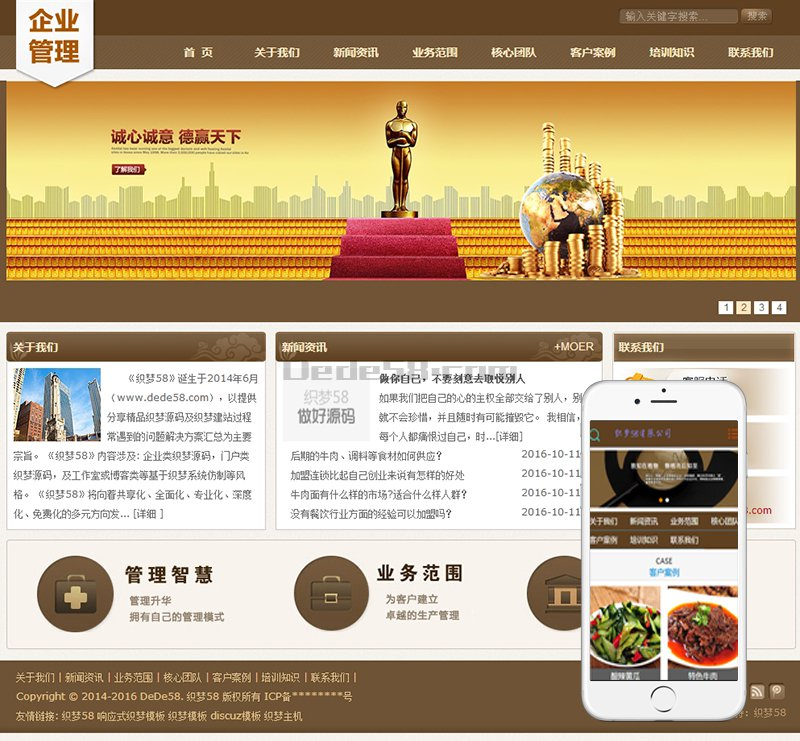 企业
管理
输入关键字搜索...
搜索
首 页 关于我们 新闻资讯 业务范围 核心团队 客户案例 培训知识 联系我们
诚心诚意 德赢天下
了解我们
1 2 3 4
关于我们
《织梦58》诞生于2014年6月
(www.dede58.com)，以提供
分享精品织梦源码及织梦建站过程
常遇到的问题解决方案汇总为主要
宗旨。 《织梦58》内容涉及: 企业类织梦源码，门户类
织梦源码，及工作室或博客类等基于织梦系统仿制等风
格。 《织梦58》将向着共享化、全面化、专业化、深度
化、免费化的多元方向发... [详细 ]
新闻资讯 +MOER
Dede58.com
织梦58
做好源码
做你自己，不要刻意去取悦别人
如果我们把自己的心的主权全部交给了别人，别
就不会珍惜，并且随时有可能摧毁它。 我相信，
每个人都痛恨过自己，时...[详细]
后期的牛肉、调料等食材如何供应？ 2016-10-11
加盟连锁比起自己创业来说有怎样的好处 2016-10-11
牛肉面有什么样的市场?适合什么样人群？ 2016-10-11
没有餐饮行业方面的经验可以加盟吗？ 2016-10-11
联系我们
客服电话
8.com
管理智慧
管理升华
拥有自己的管理模式
业务范围
为客户建立
卓越的生产管理
织梦58有限公司
关于我们 新闻资讯 业务范围 核心团队
客户案例 培训知识 联系我们
CASE
客户案例
酸辣黄瓜
特色牛肉
关于我们 | 新闻资讯 | 业务范围 | 核心团队 | 客户案例 | 培训知识 | 联系我们 |
Copyright © 2014-2016 DeDe58. 织梦58 版权所有 ICP备********号
友情链接: 织梦58 响应式织梦模板 织梦模板 discuz模板 织梦主机
持：织梦58